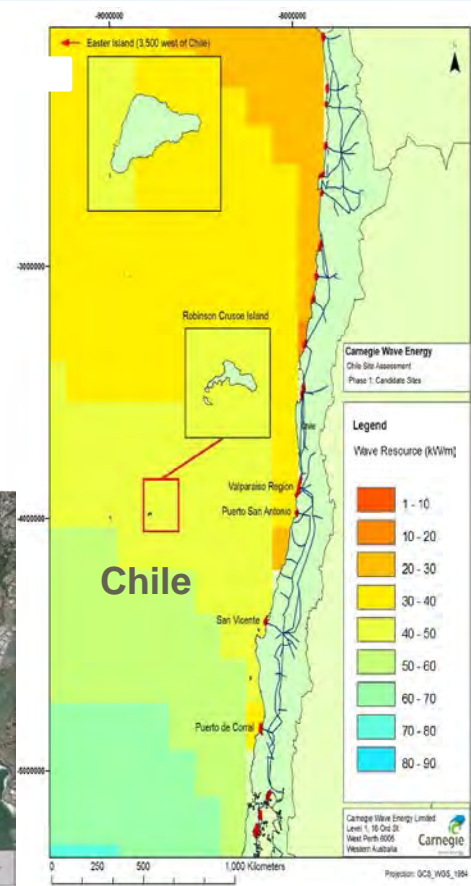 -9000000
-8000000
Easter Island (3,500 west of Chile)
N
-3000000
Robinson Crusoe Island
Carnegie Wave Energy
Chile Site Assessment
Phase 1: Candidate Sites
Legend
Wave Resource (kW/m)
1 - 10
10 - 20
20 - 30
30 - 40
40 - 50
50 - 60
60 - 70
70 - 80
80 - 90
Valparaiso Region
Puerto San Antonio
-4000000
Chile
San Vicente
Puerto de Corral
-5000000
Carnegie Wave Energy Limited
Level 1, 16 Ord St
West Perth 6005
Western Australia
Carnegie
0 250 500 1,000 Kilometers
Projection: GCS_WGS_1984